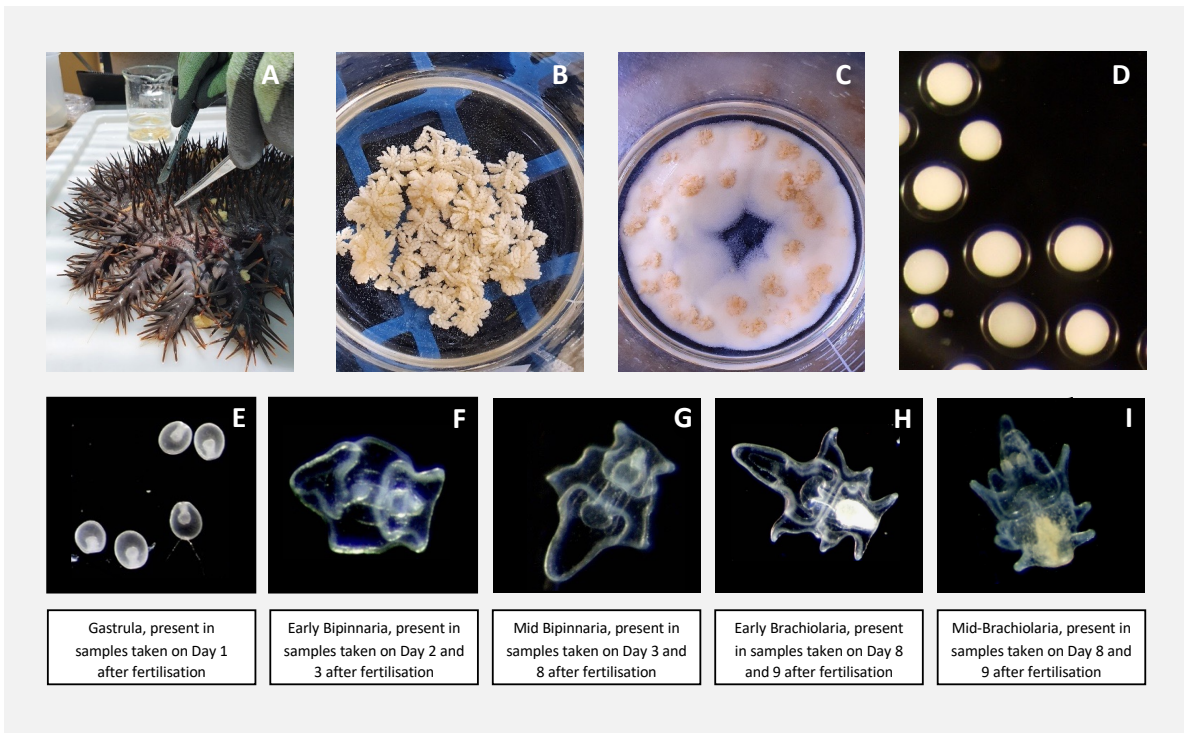 A
B
C
D
E
F
G
H
I
Gastrula, present in
samples taken on Day 1
after fertilisation
Early Bipinnaria, present in
samples taken on Day 2 and
3 after fertilisation
Mid Bipinnaria, present in
samples taken on Day 3 and
8 after fertilisation
Early Brachiolaria, present
in samples taken on Day 8
and 9 after fertilisation
Mid-Brachiolaria, present in
samples taken on Day 8 and
9 after fertilisation